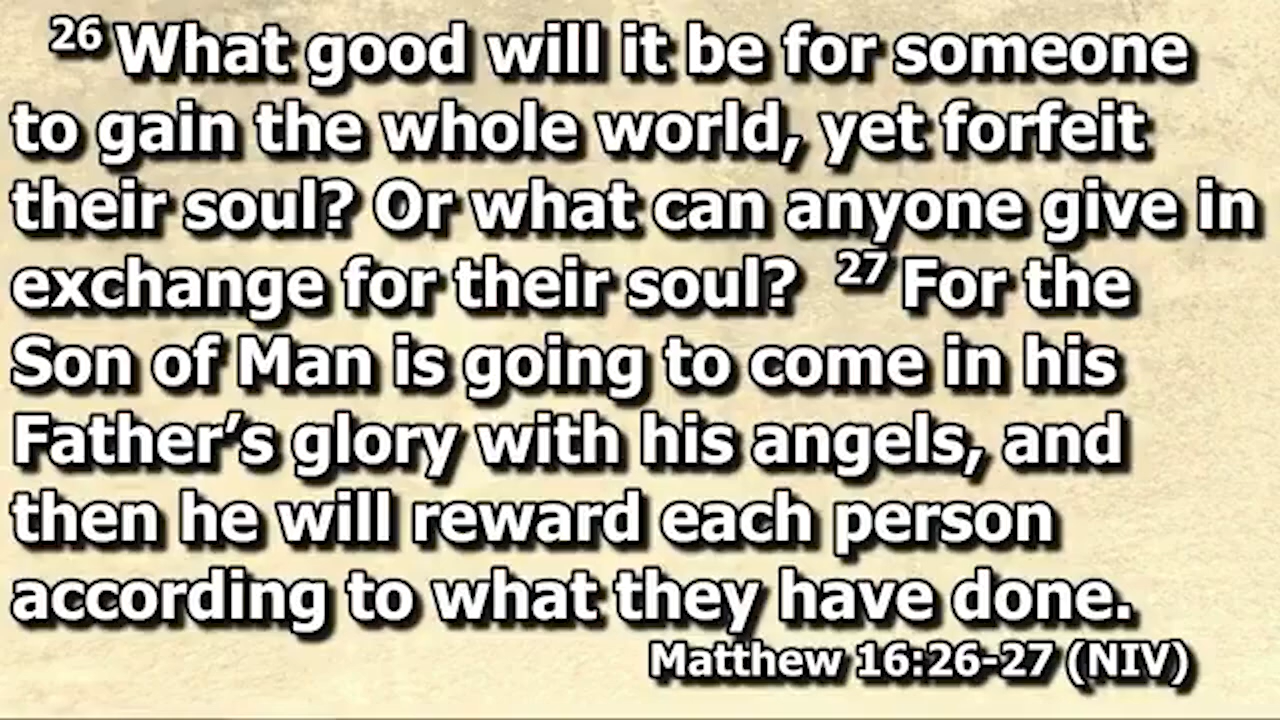 26 What good will it be for someone
to gain the whole world, yet forfeit
their soul? Or what can anyone give in
exchange for their soul? 27 For the
Son of Man is going to come in his
Father’s glory with his angels, and
then he will reward each person
according to what they have done.
Matthew 16:26-27 (NIV)